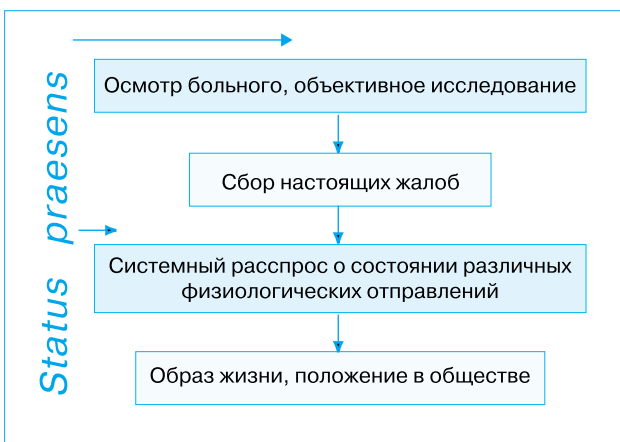 Status praesens
Осмотр больного, объективное исследование
Сбор настоящих жалоб
Системный расспрос о состоянии различных
физиологических отправлений
Образ жизни, положение в обществе